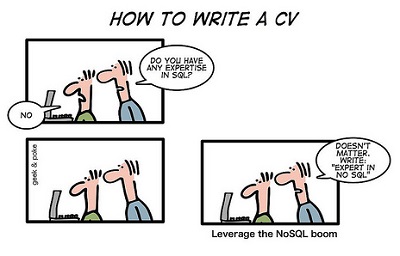 HOW TO WRITE A CV
DO YOU HAVE
ANY EXPERTISE
IN SQL?
NO
geek & poke
DOESN'T
MATTER.
WRITE:
"EXPERT IN
NO SQL"
Leverage the NoSQL boom